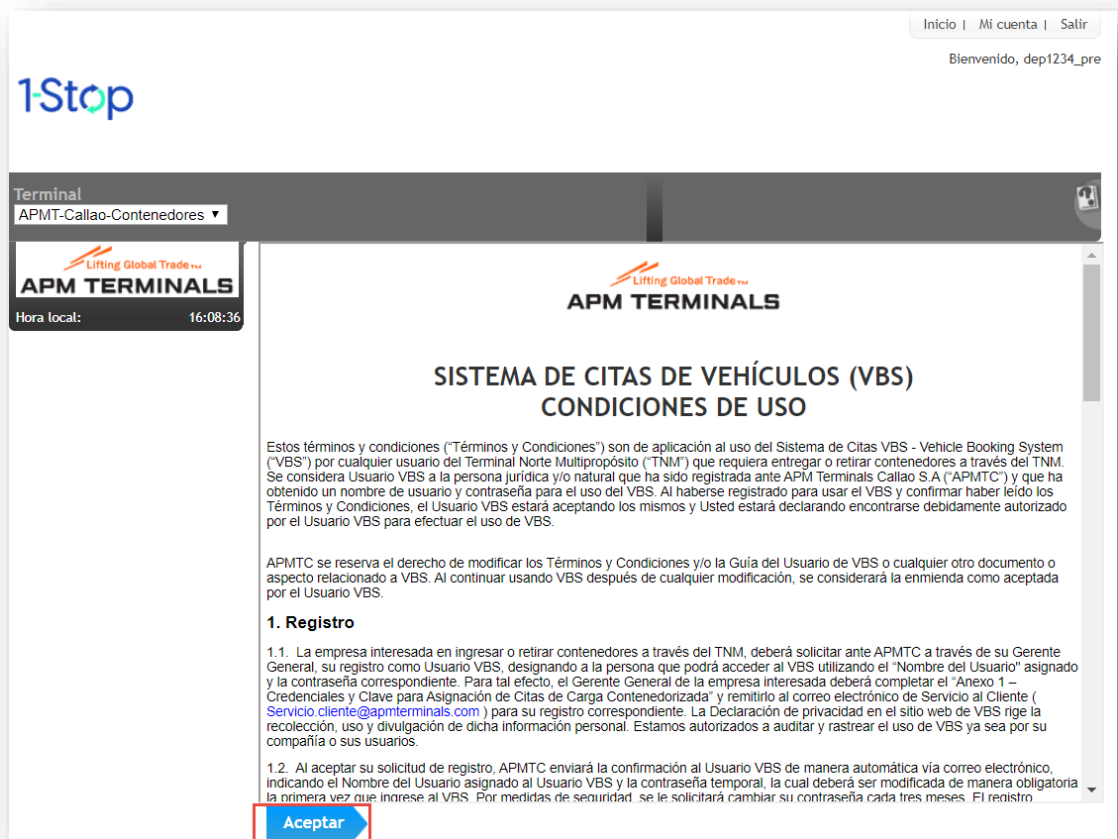 Inicio | Mi cuenta | Salir
Bienvenido, dep1234_pre
1-Stop
Terminal
APMT-Callao-Contenedores
Lifting Global Trade™
APM TERMINALS
Hora local: 16:08:36
Lifting Global Trade™
APM TERMINALS
SISTEMA DE CITAS DE VEHÍCULOS (VBS)
CONDICIONES DE USO
Estos términos y condiciones (“Términos y Condiciones”) son de aplicación al uso del Sistema de Citas VBS - Vehicle Booking System
(“VBS”) por cualquier usuario del Terminal Norte Multipropósito (“TNM”) que requiera entregar o retirar contenedores a través del TNM.
Se considera Usuario VBS a la persona jurídica y/o natural que ha sido registrada ante APM Terminals Callao S.A (“APMTC”) y que ha
obtenido un nombre de usuario y contraseña para el uso del VBS. Al haberse registrado para usar el VBS y confirmar haber leído los
Términos y Condiciones, el Usuario VBS estará aceptando los mismos y Usted estará declarando encontrarse debidamente autorizado
por el Usuario VBS para efectuar el uso de VBS.
APMTC se reserva el derecho de modificar los Términos y Condiciones y/o la Guía del Usuario de VBS o cualquier otro documento o
aspecto relacionado a VBS. Al continuar usando VBS después de cualquier modificación, se considerará la enmienda como aceptada
por el Usuario VBS.
1. Registro
1.1. La empresa interesada en ingresar o retirar contenedores a través del TNM, deberá solicitar ante APMTC a través de su Gerente
General, su registro como Usuario VBS, designando a la persona que podrá acceder al VBS utilizando el “Nombre del Usuario" asignado
y la contraseña correspondiente. Para tal efecto, el Gerente General de la empresa interesada deberá completar el “Anexo 1 –
Credenciales y Clave para Asignación de Citas de Carga Contenedorizada” y remitirlo al correo electrónico de Servicio al Cliente (
Servicio.cliente@apmterminals.com ) para su registro correspondiente. La Declaración de privacidad en el sitio web de VBS rige la
recolección, uso y divulgación de dicha información personal. Estamos autorizados a auditar y rastrear el uso de VBS ya sea por su
compañía o sus usuarios.
1.2. Al aceptar su solicitud de registro, APMTC enviará la confirmación al Usuario VBS de manera automática vía correo electrónico,
indicando el Nombre del Usuario asignado al Usuario VBS y la contraseña temporal, la cual deberá ser modificada de manera obligatoria
la primera vez que ingrese al VBS. Por medidas de seguridad, se le solicitará cambiar su contraseña cada tres meses. El registro
Aceptar